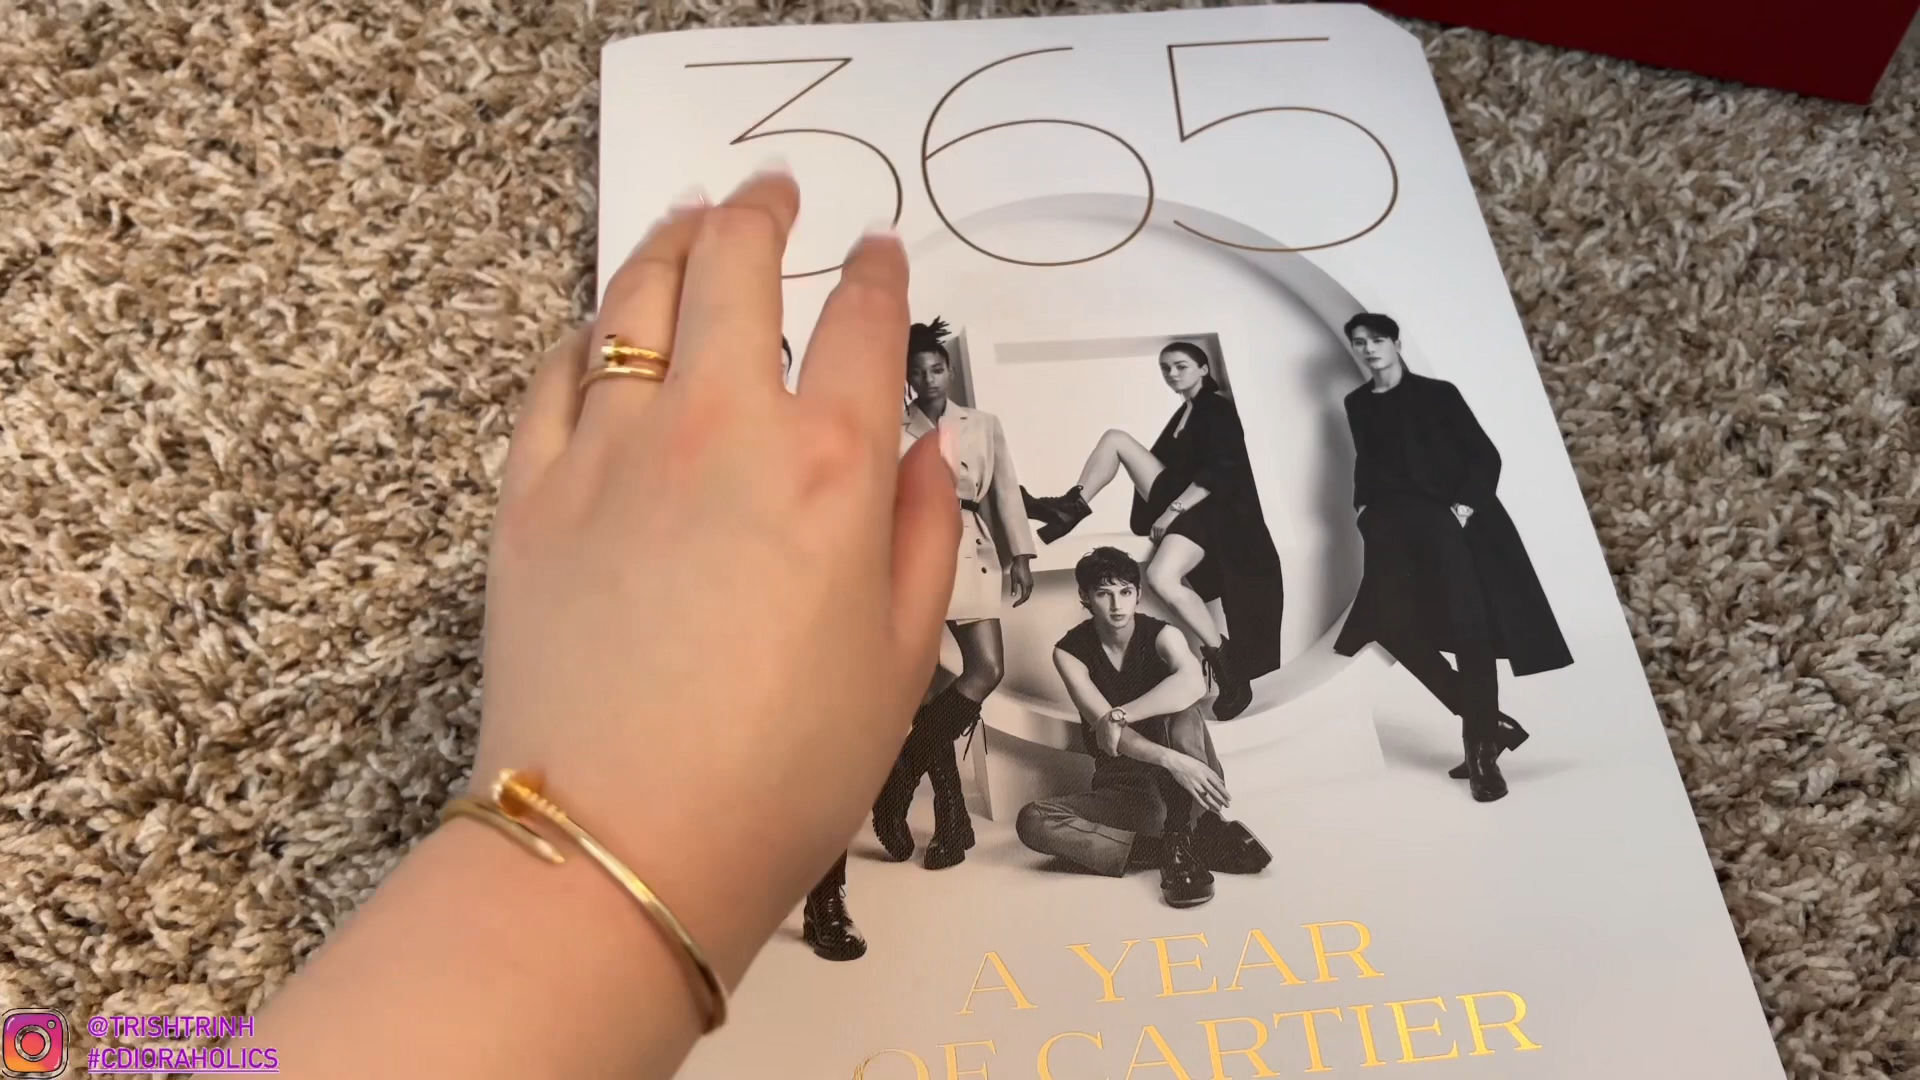 365
A YEAR
OF CARTIER
@TRISHTRINH
#CDIORAHOLICS